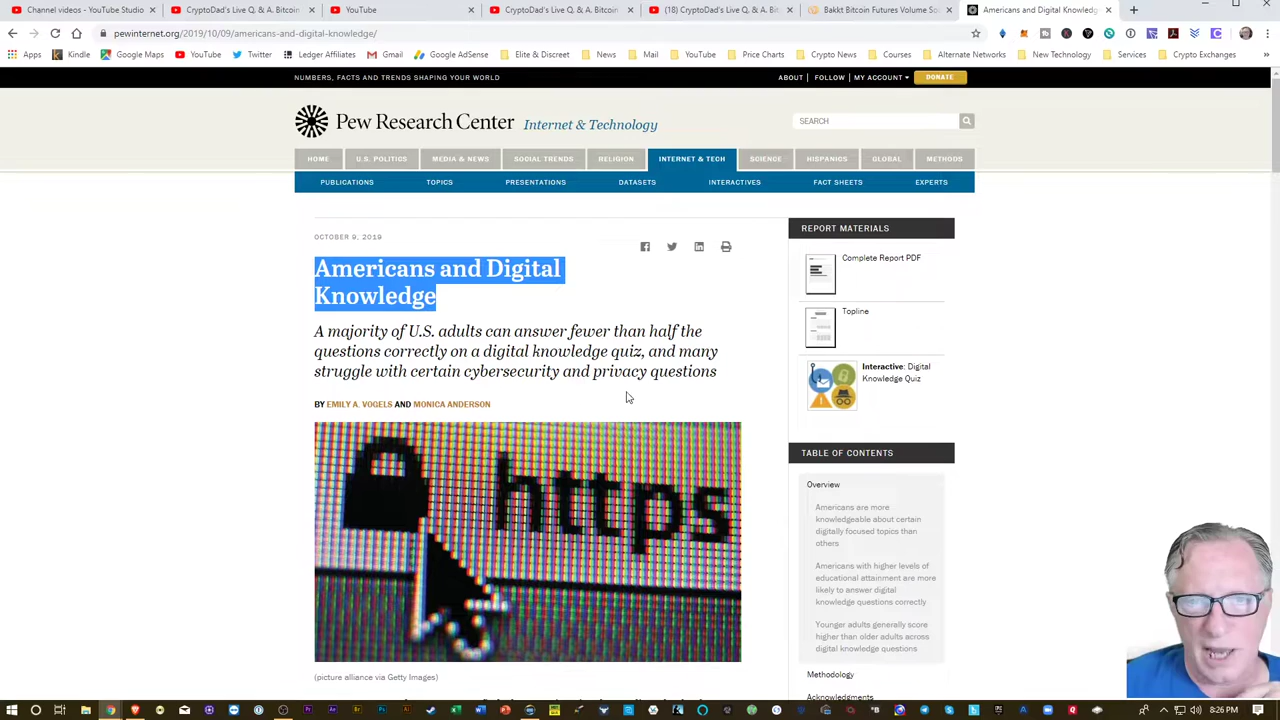 Channel videos - YouTube Studio
CryptoDad's Live Q. & A. Bitcoin
YouTube
CryptoDad's Live Q. & A. Bitcoin
(18) CryptoDad's Live Q. & A. Bit
Bakkt Bitcoin Futures Volume So
Americans and Digital Knowledge
pewinternet.org/2019/10/09/americans-and-digital-knowledge/
Apps Kindle Google Maps YouTube Twitter Ledger Affiliates Gmail Google AdSense Elite & Discreet News Mail YouTube Price Charts Crypto News Courses Alternate Networks New Technology Services Crypto Exchanges
NUMBERS, FACTS AND TRENDS SHAPING YOUR WORLD
ABOUT FOLLOW MY ACCOUNT DONATE
Pew Research Center Internet & Technology
SEARCH
HOME U.S. POLITICS MEDIA & NEWS SOCIAL TRENDS RELIGION INTERNET & TECH SCIENCE HISPANICS GLOBAL METHODS
PUBLICATIONS TOPICS PRESENTATIONS DATASETS INTERACTIVES FACT SHEETS EXPERTS
OCTOBER 9, 2019
Americans and Digital
Knowledge
A majority of U.S. adults can answer fewer than half the
questions correctly on a digital knowledge quiz, and many
struggle with certain cybersecurity and privacy questions
BY EMILY A. VOGELS AND MONICA ANDERSON
https
(picture alliance via Getty Images)
REPORT MATERIALS
Complete Report PDF
Topline
Interactive: Digital
Knowledge Quiz
TABLE OF CONTENTS
Overview
Americans are more
knowledgeable about certain
digitally focused topics than
others
Americans with higher levels of
educational attainment are more
likely to answer digital
knowledge questions correctly
Younger adults generally score
higher than older adults across
digital knowledge questions
Methodology
Acknowledgments
8:26 PM